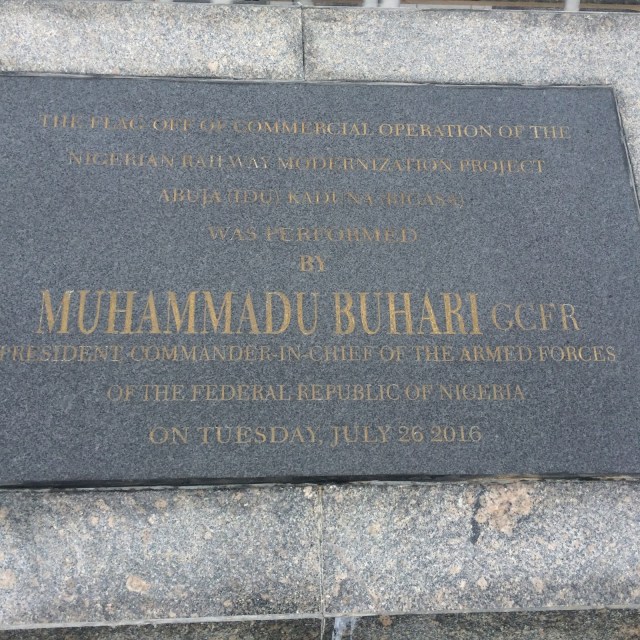 THE FLAG OFF OF COMMERCIAL OPERATION OF THE
NIGERIAN RAILWAY MODERNIZATION PROJECT
ABUJA (IDU) KADUNA (RIGASA)
WAS PERFORMED
BY
MUHAMMADU BUHARI GCFR
PRESIDENT COMMANDER-IN-CHIEF OF THE ARMED FORCES
OF THE FEDERAL REPUBLIC OF NIGERIA
ON TUESDAY, JULY 26 2016